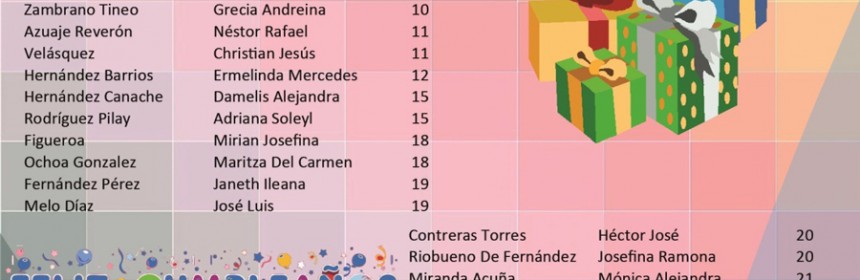 Zambrano Tineo Grecia Andreina 10
Azuaje Reverón Néstor Rafael 11
Velásquez Christian Jesús 11
Hernández Barrios Ermelinda Mercedes 12
Hernández Canache Damelis Alejandra 15
Rodríguez Pilay Adriana Soleyl 15
Figueroa Mirian Josefina 18
Ochoa Gonzalez Maritza Del Carmen 18
Fernández Pérez Janeth Ileana 19
Melo Díaz José Luis 19
Contreras Torres Héctor José 20
Riobueno De Fernández Josefina Ramona 20
Miranda Acuña Mónica Alejandra 21